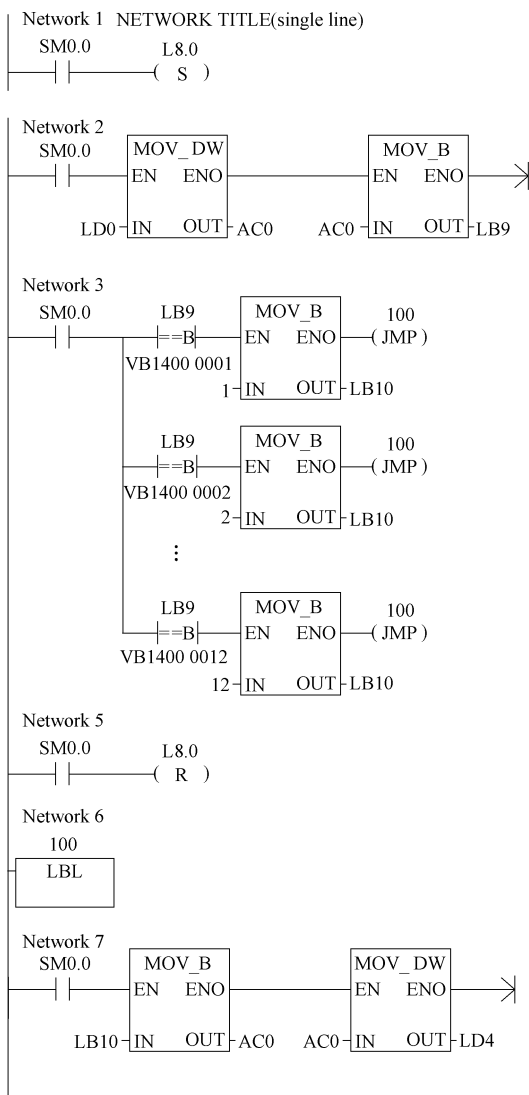 Network 1 NETWORK TITLE(single line)
SM0.0 L8.0
( S )
Network 2
SM0.0 MOV_DW MOV_B
EN ENO EN ENO
LD0 IN OUT AC0 AC0 IN OUT LB9
Network 3
SM0.0 LB9 MOV_B 100
==B EN ENO ( JMP )
VB1400 0001
1 IN OUT LB10
LB9 MOV_B 100
==B EN ENO ( JMP )
VB1400 0002
2 IN OUT LB10
⋮
LB9 MOV_B 100
==B EN ENO ( JMP )
VB1400 0012
12 IN OUT LB10
Network 5
SM0.0 L8.0
( R )
Network 6
100
LBL
Network 7
SM0.0 MOV_B MOV_DW
EN ENO EN ENO
LB10 IN OUT AC0 AC0 IN OUT LD4